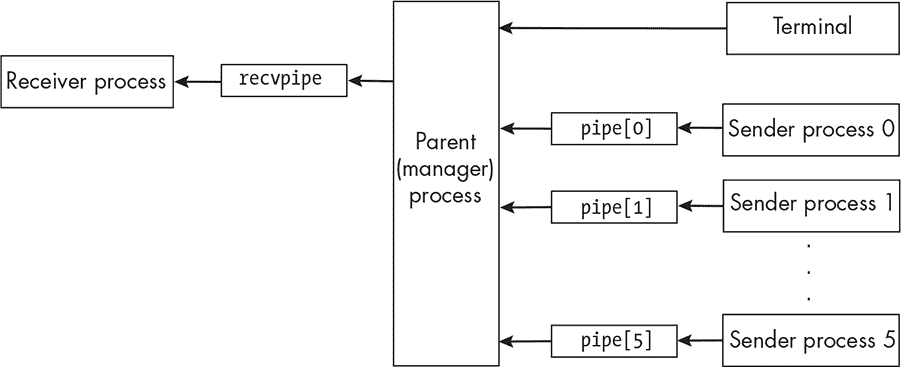 Terminal
Receiver process
recvpipe
Parent
(manager)
process
pipe[0]
Sender process 0
pipe[1]
Sender process 1
.
.
.
pipe[5]
Sender process 5